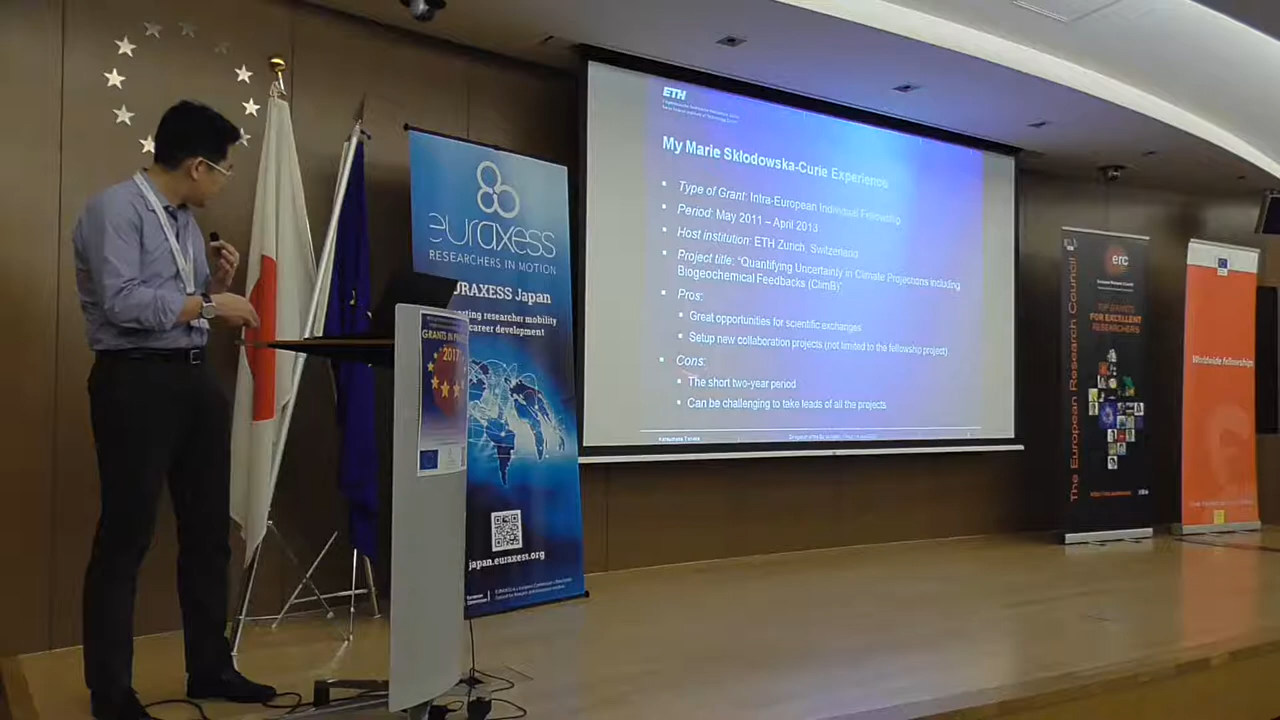 ETH
My Marie Sklodowska-Curie Experience
Type of Grant: Intra-European Individual Fellowship
Period: May 2011 – April 2013
Host institution: ETH Zurich, Switzerland
Project title: "Quantifying Uncertainty in Climate Projections including
Biogeochemical Feedbacks (ClimB)"
Pros:
Great opportunities for scientific exchanges
Setup new collaboration projects (not limited to the fellowship project)
Cons:
The short two-year period
Can be challenging to take leads of all the projects
euraxess
RESEARCHERS IN MOTION
URAXESS Japan
researcher mobility
career development
japan.euraxess.org
GRANTS IN
2017
The European Research Council
erc
European Research Council
TOP GRANTS
FOR EXCELLENT
RESEARCHERS
Worldwide fellowships